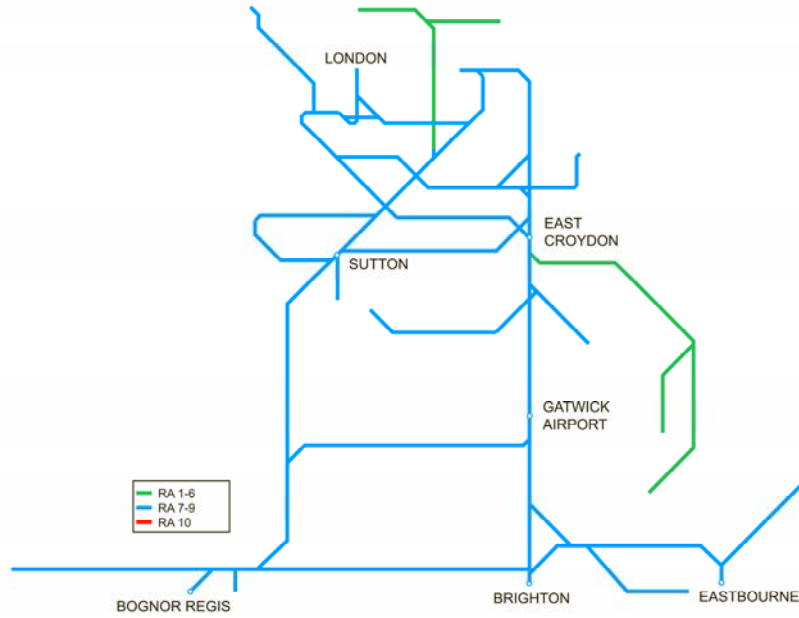 LONDON
EAST
CROYDON
SUTTON
GATWICK
AIRPORT
RA 1-6
RA 7-9
RA 10
BOGNOR REGIS
BRIGHTON
EASTBOURNE